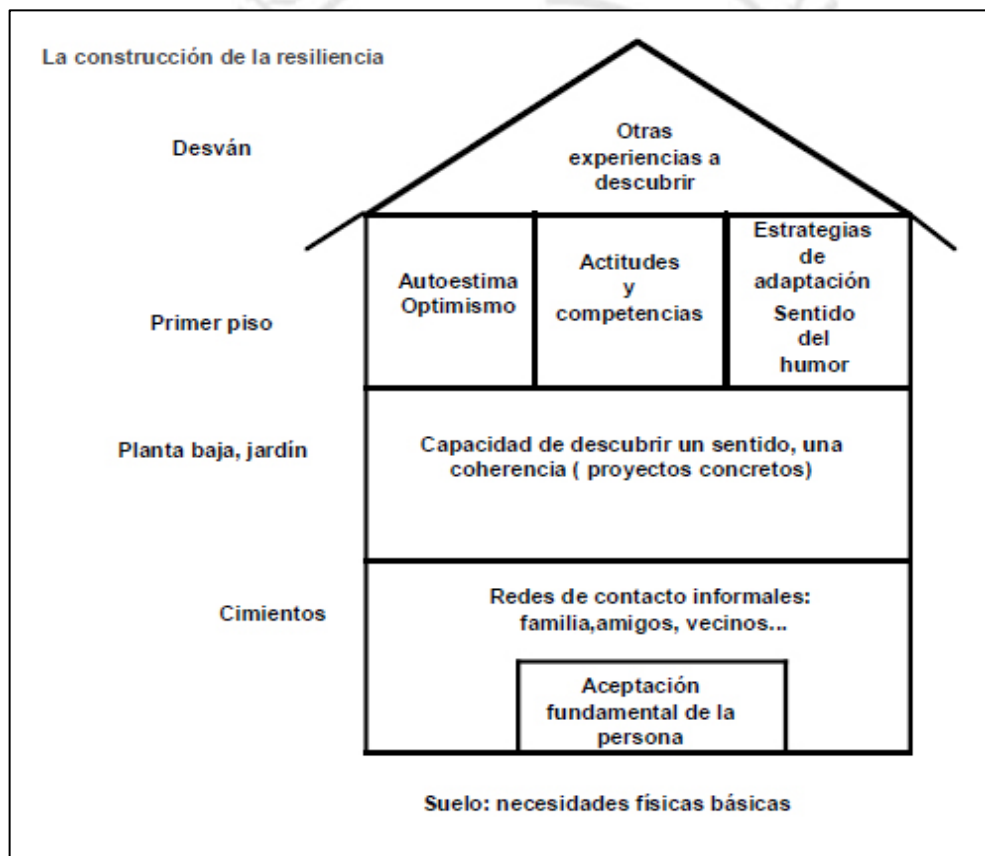 La construcción de la resiliencia
Desván
Otras
experiencias a
descubrir
Primer piso
Autoestima
Optimismo
Actitudes
y
competencias
Estrategias
de
adaptación
Sentido
del
humor
Planta baja, jardín
Capacidad de descubrir un sentido, una
coherencia ( proyectos concretos)
Cimientos
Redes de contacto informales:
familia,amigos, vecinos...
Aceptación
fundamental de la
persona
Suelo: necesidades físicas básicas